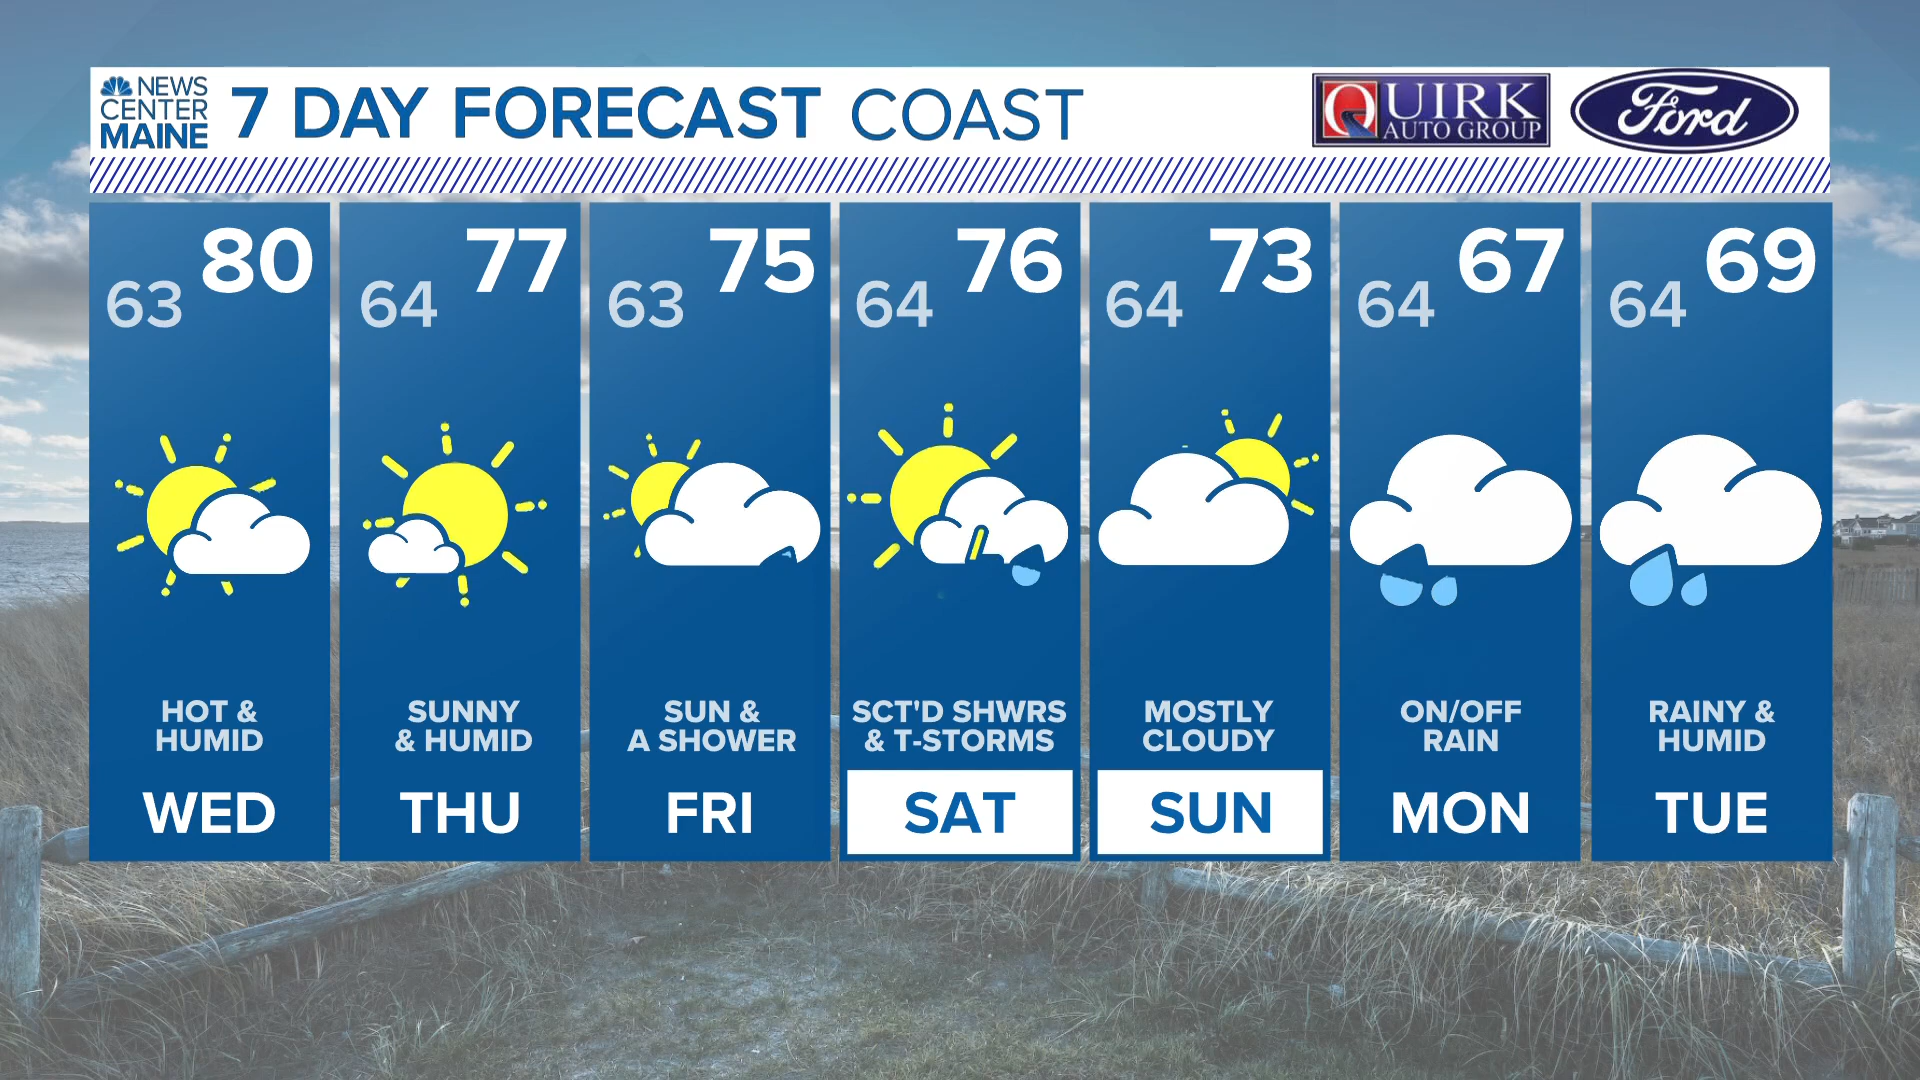 NEWS
CENTER
MAINE
7 DAY FORECAST COAST
QUIRK
AUTO GROUP
Ford
63 80
HOT &
HUMID
WED
64 77
SUNNY
& HUMID
THU
63 75
SUN &
A SHOWER
FRI
64 76
SCT'D SHWRS
& T-STORMS
SAT
64 73
MOSTLY
CLOUDY
SUN
64 67
ON/OFF
RAIN
MON
64 69
RAINY &
HUMID
TUE